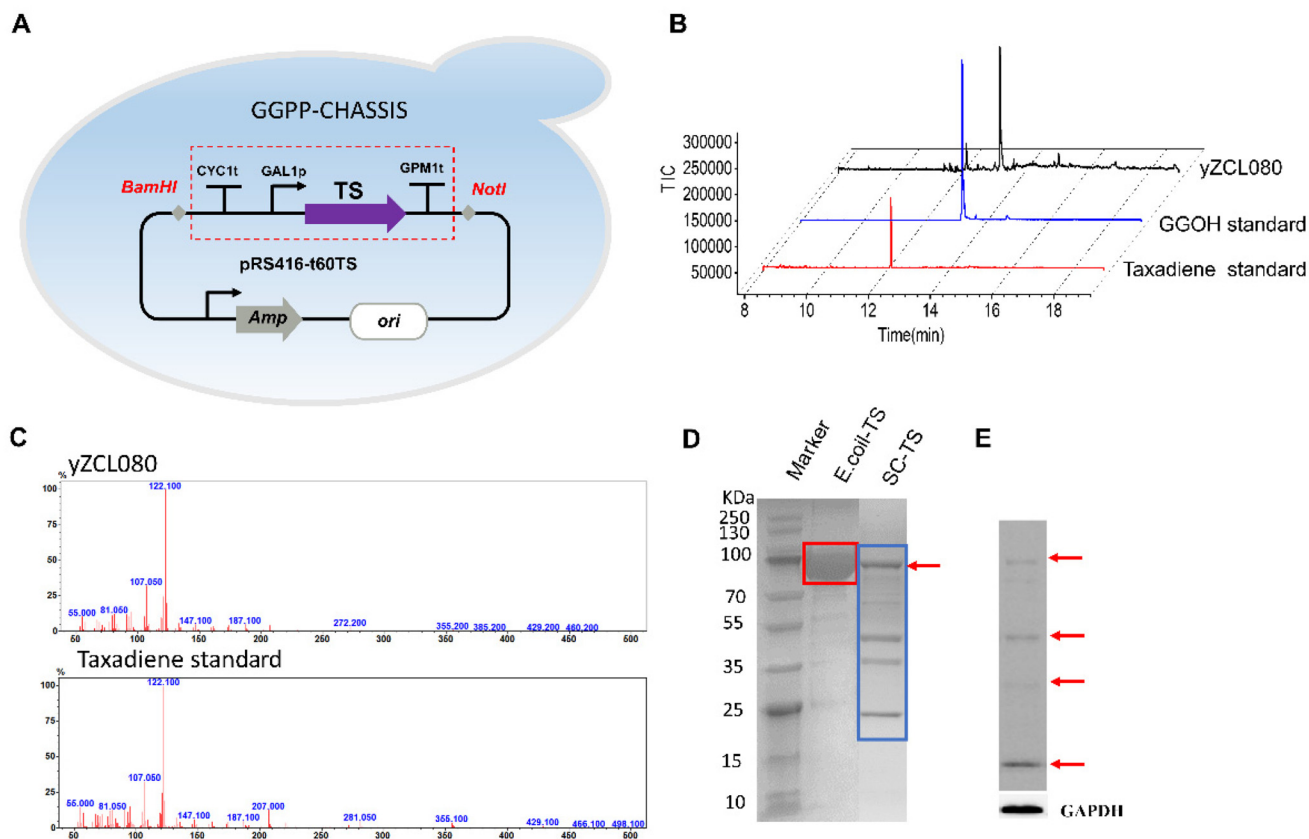 A
GGPP-CHASSIS
CYC1t
GAL1p
GPM1t
BamHI
TS
NotI
pRS416-t60TS
Amp
ori
B
TIC
300000
250000
200000
150000
100000
50000
yZCL080
GGOH standard
Taxadiene standard
8 10 12 14 16 18
Time(min)
C
yZCL080
%
100
75
50
25
0
122.100
107.050
55.000 81.050
147.100 187.100
272.200
355.200 385.200 429.200 460.200
50 100 150 200 250 300 350 400 450 500
Taxadiene standard
%
100
75
50
25
0
122.100
107.050
55.000 81.050
147.100 187.100
207.000
281.050
355.100
429.100 466.100 498.100
50 100 150 200 250 300 350 400 450 500
D
Marker
E.coil-TS
SC-TS
KDa
250
130
100
70
55
35
25
15
10
E
GAPDH